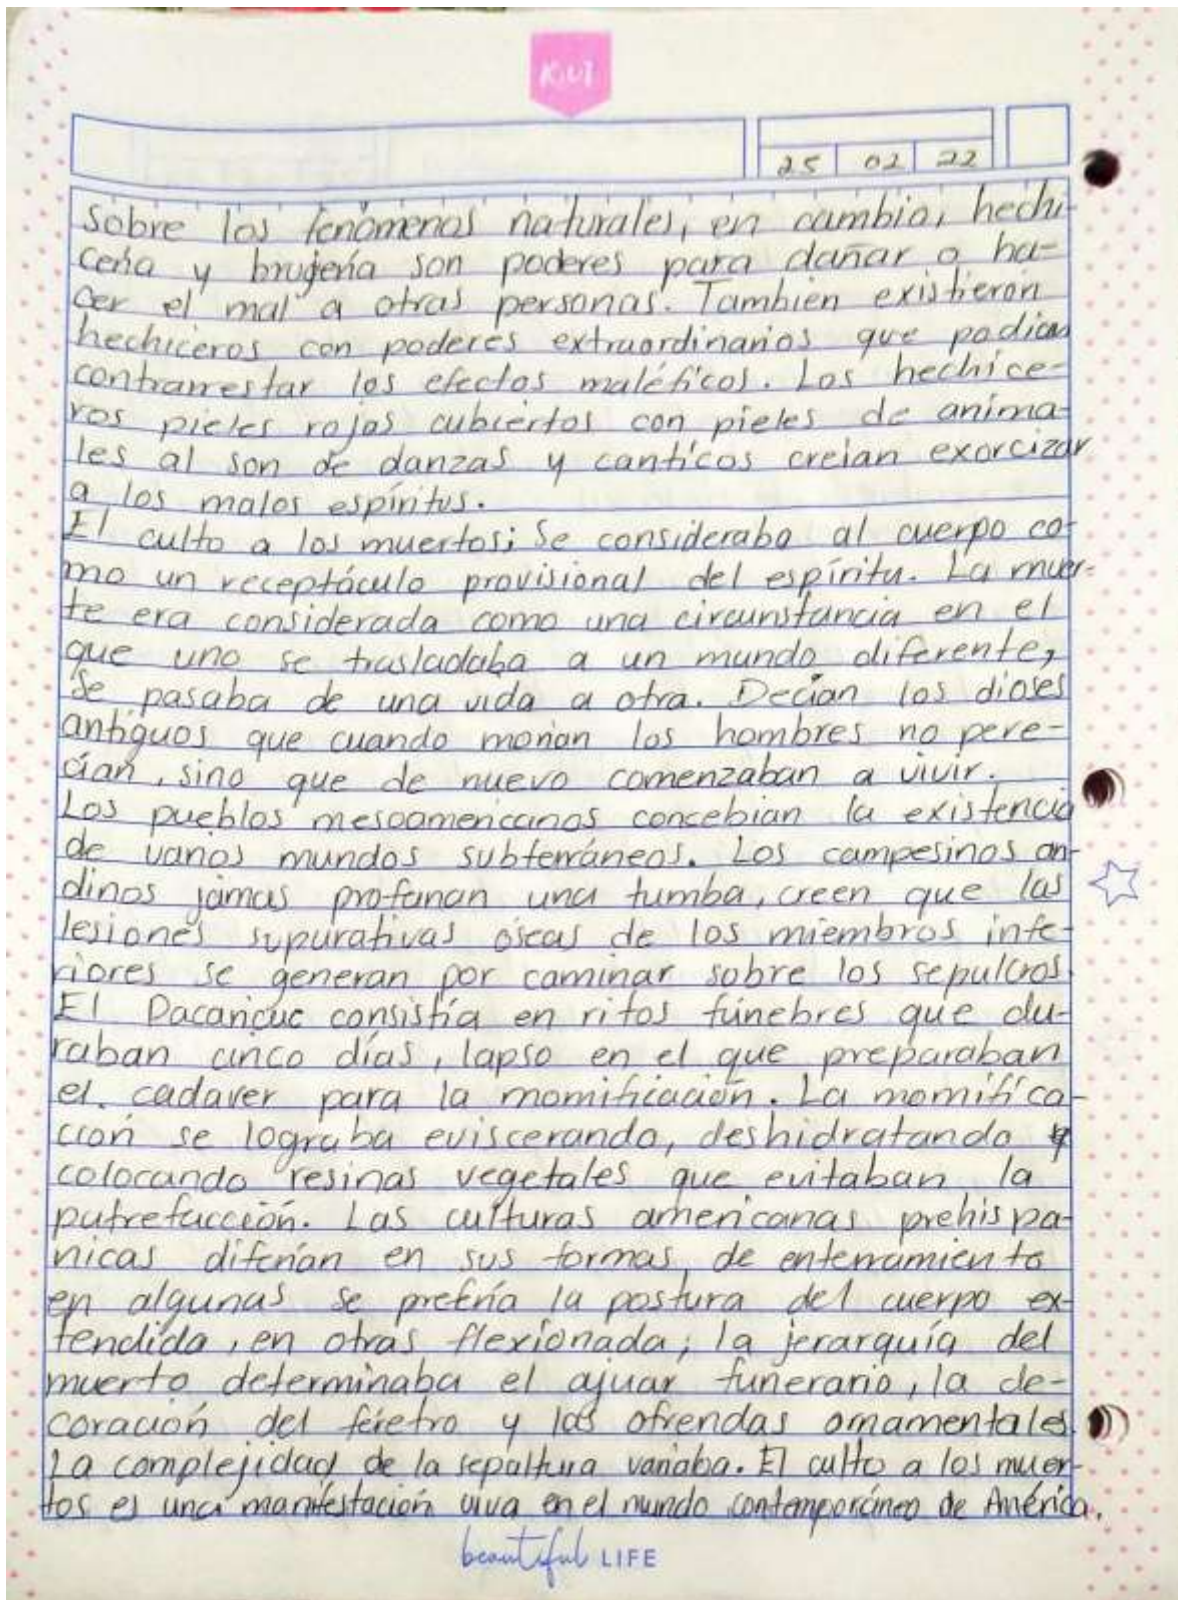 KIUT
25 02 22
sobre los fenómenos naturales, en cambio, hechi-
cería y brujería son poderes para dañar o ha-
cer el mal a otras personas. Tambien existieron
hechiceros con poderes extraordinarios que podian
contrarrestar los efectos maléficos. Los hechice-
ros pieles rojas cubiertos con pieles de anima-
les al son de danzas y canticos creian exorcizar
a los malos espíritus.
El culto a los muertos; Se consideraba al cuerpo co-
mo un receptáculo provisional del espíritu. La muer-
te era considerada como una circunstancia en el
que uno se trasladaba a un mundo diferente,
se pasaba de una vida a otra. Decian los dioses
antiguos que cuando morian los hombres no pere-
cían, sino que de nuevo comenzaban a vivir.
Los pueblos mesoamericanos concebian la existencia
de varios mundos subterráneos. Los campesinos an-
dinos jamas profanan una tumba, creen que las
lesiones supurativas óseas de los miembros infe-
riores se generan por caminar sobre los sepulcros.
El Pacaricuc consistía en ritos fúnebres que du-
raban cinco días, lapso en el que preparaban
el cadaver para la momificiación. La momifica-
ción se lograba eviscerando, deshidratando y
colocando resinas vegetales que evitaban la
putrefacción. Las culturas americanas prehispa-
nicas diferían en sus formas, de enterramiento
en algunas se prefería la postura del cuerpo ex-
tendida, en otras flexionada; la jerarquía del
muerto determinaba el ajuar funerario, la de-
coración del féretro y las ofrendas ornamentales.
La complejidad de la sepultura variaba. El culto a los muer-
tos es una manifestación viva en el mundo contemporáneo de América.
beautiful LIFE